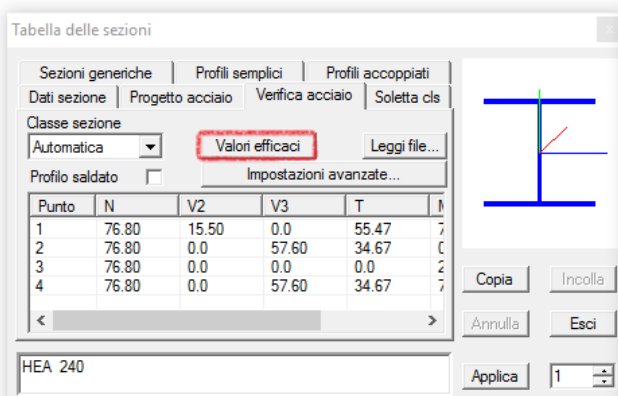 Tabella delle sezioni
Sezioni generiche Profili semplici Profili accoppiati
Dati sezione Progetto acciaio Verifica acciaio Soletta cls
Classe sezione
Automatica Valori efficaci Leggi file...
Profilo saldato Impostazioni avanzate...
Punto N V2 V3 T
1 76.80 15.50 0.0 55.47
2 76.80 0.0 57.60 34.67
3 76.80 0.0 0.0 0.0
4 76.80 0.0 57.60 34.67
Copia Incolla
Annulla Esci
HEA 240
Applica 1